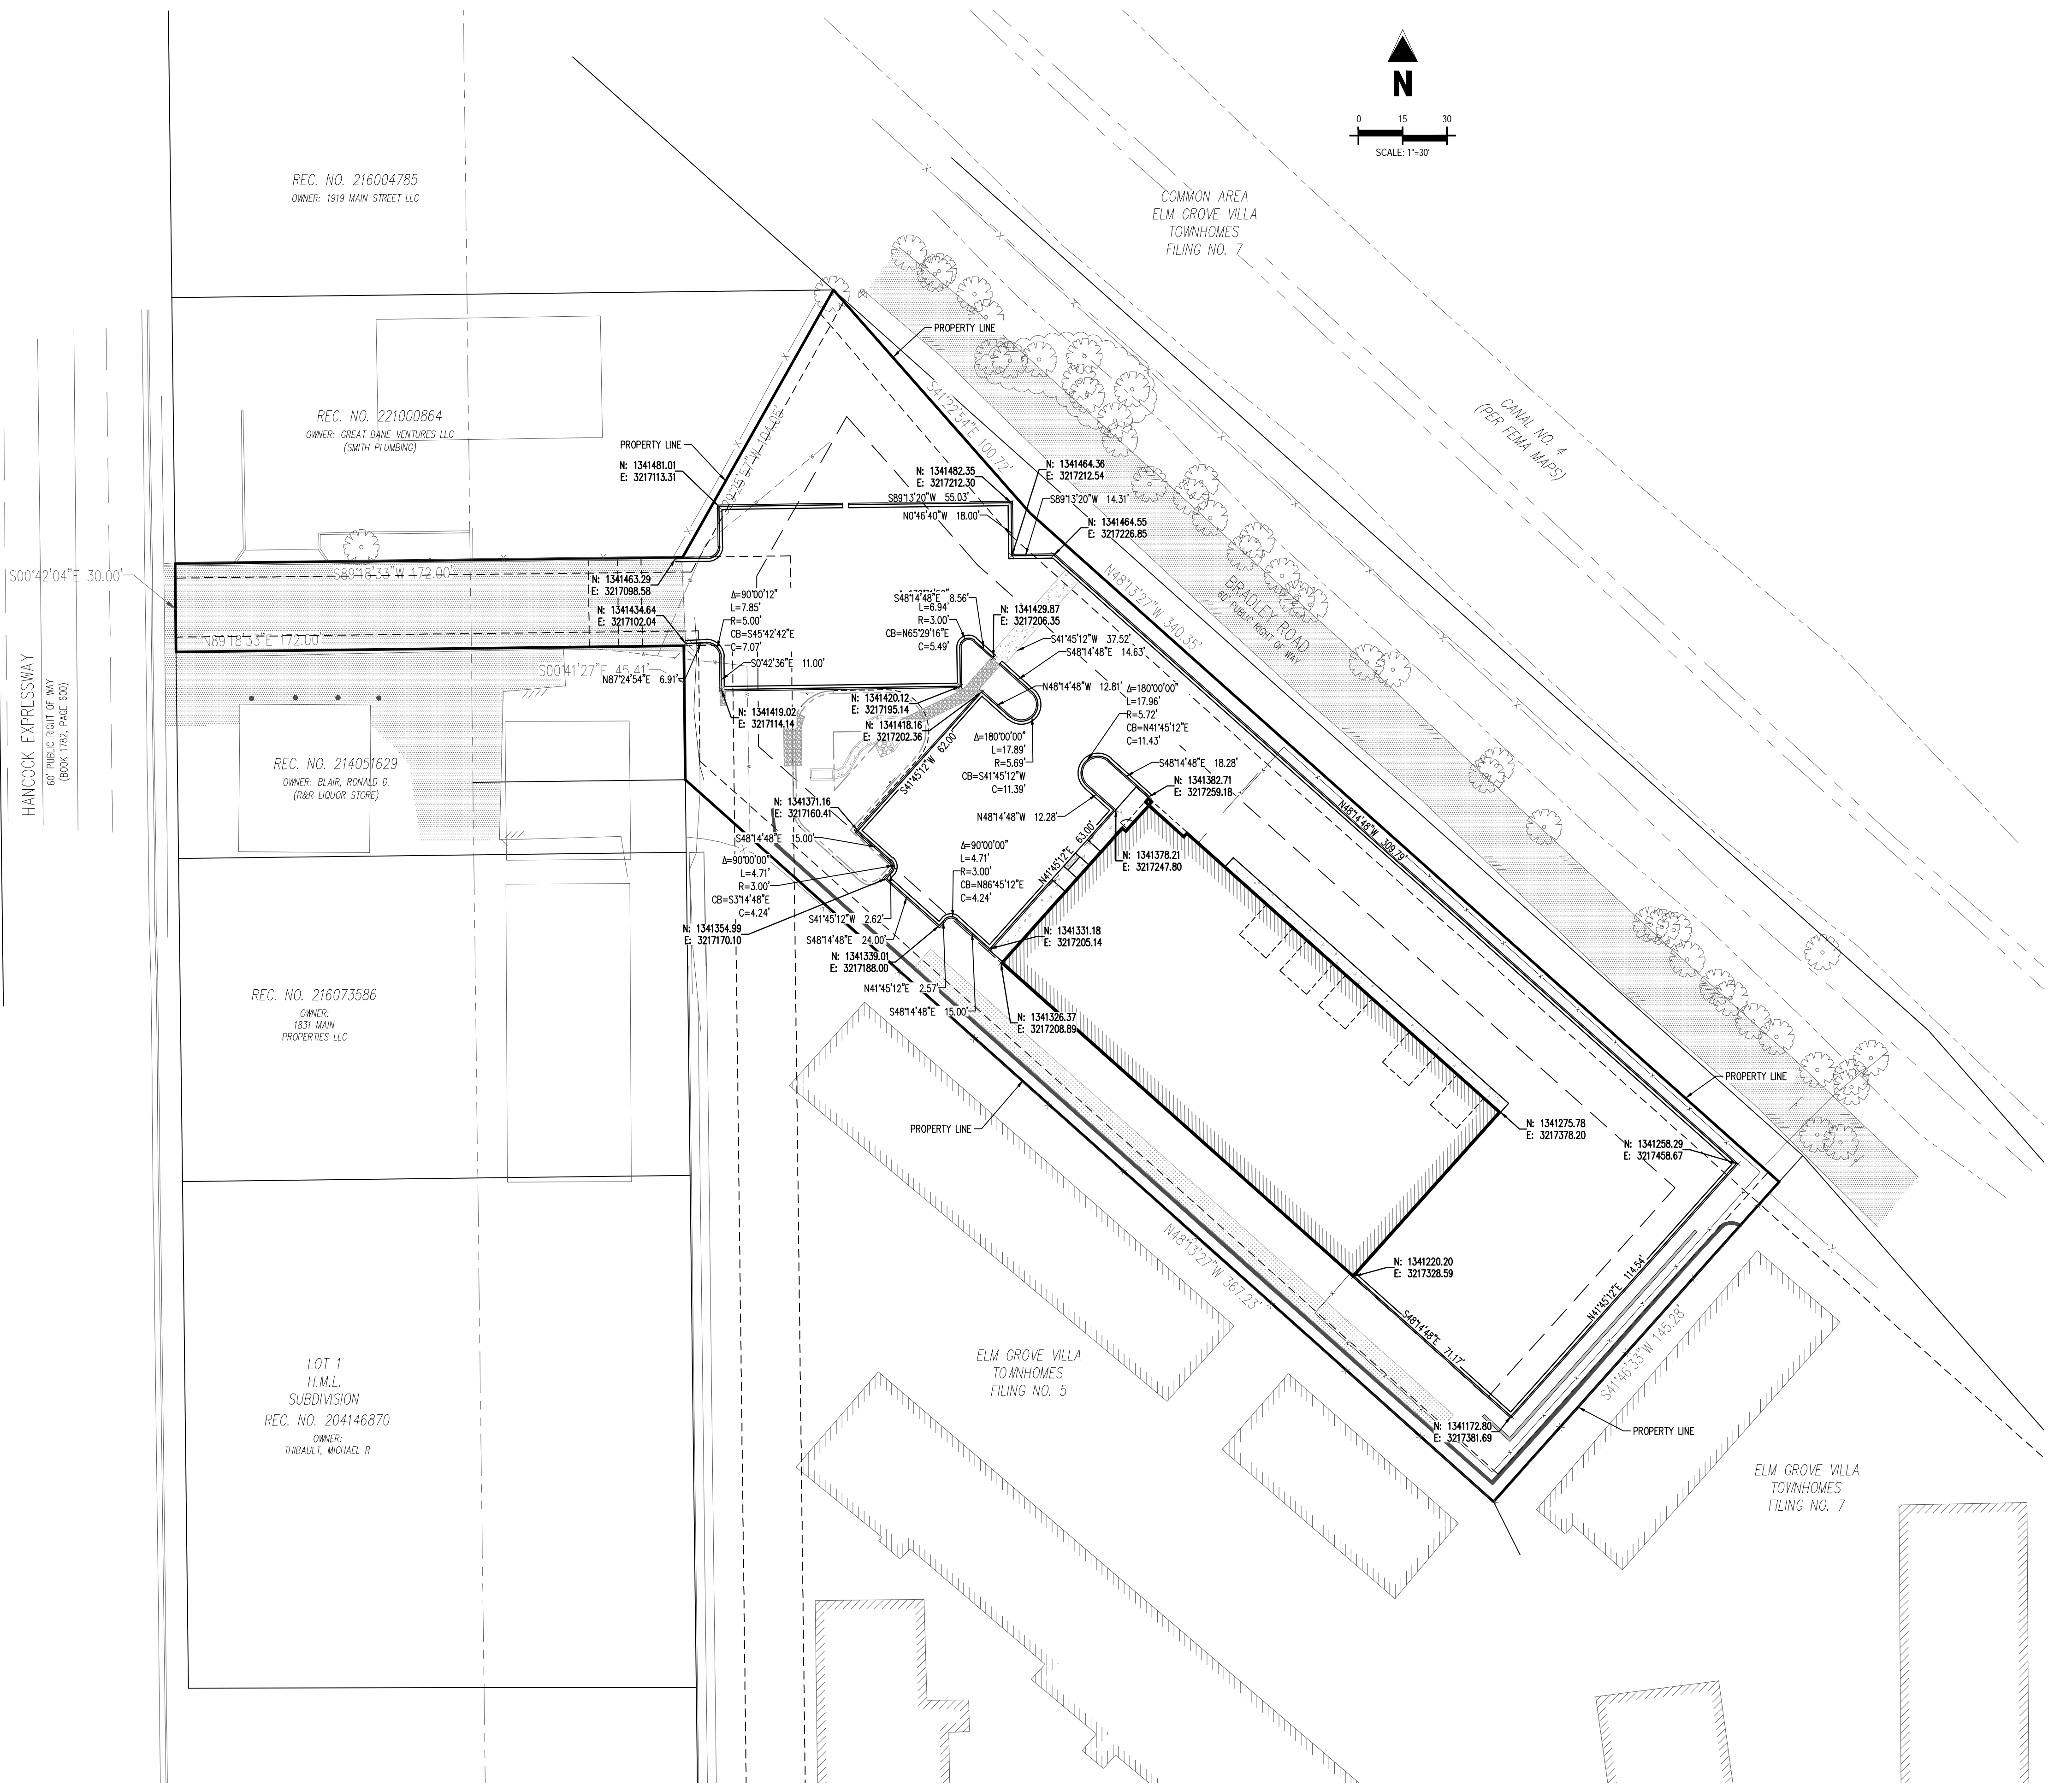 N
0 15 30
SCALE: 1"=30'
REC. NO. 216004785
OWNER: 1919 MAIN STREET LLC
COMMON AREA
ELM GROVE VILLA
TOWNHOMES
FILING NO. 7
CANAL NO. 4
(PER FEMA MAPS)
PROPERTY LINE
S41°22'54"E 100.72'
REC. NO. 221000864
OWNER: GREAT DANE VENTURES LLC
(SMITH PLUMBING)
PROPERTY LINE
N: 1341481.01
E: 3217113.31
N: 1341482.35
E: 3217212.30
S89°13'20"W 55.03'
N0°46'40"W 18.00'
N: 1341464.36
E: 3217212.54
S89°13'20"W 14.31'
N: 1341464.55
E: 3217226.85
S00°42'04"E 30.00'
S89°18'33"W 172.00'
N89°18'33"E 172.00'
N: 1341463.29
E: 3217098.58
N: 1341434.64
E: 3217102.04
Δ=90°00'12"
L=7.85'
R=5.00'
CB=S45°42'42"E
C=7.07'
S0°42'36"E 11.00'
S00°41'27"E 45.41'
N87°24'54"E 6.91'
S48°14'48"E 8.56'
L=6.94'
R=3.00'
CB=N65°29'16"E
C=5.49'
N: 1341429.87
E: 3217206.35
S41°45'12"W 37.52'
S48°14'48"E 14.63'
N48°14'48"W 12.81'
N48°13'27"W 340.35'
BRADLEY ROAD
60' PUBLIC RIGHT OF WAY
HANCOCK EXPRESSWAY
60' PUBLIC RIGHT OF WAY
(BOOK 1782, PAGE 600)
N: 1341419.02
E: 3217114.14
N: 1341420.12
E: 3217195.14
N: 1341418.16
E: 3217202.36
Δ=180°00'00"
L=17.89'
R=5.69'
CB=S41°45'12"W
C=11.39'
Δ=180°00'00"
L=17.96'
R=5.72'
CB=N41°45'12"E
C=11.43'
S41°45'12"W 62.00'
S48°14'48"E 18.28'
N: 1341382.71
E: 3217259.18
N48°14'48"W 12.28'
REC. NO. 214051629
OWNER: BLAIR, RONALD D.
(R&R LIQUOR STORE)
N: 1341371.16
E: 3217160.41
S48°14'48"E 15.00'
Δ=90°00'00"
L=4.71'
R=3.00'
CB=S3°14'48"E
C=4.24'
Δ=90°00'00"
L=4.71'
R=3.00'
CB=N86°45'12"E
C=4.24'
N41°45'12"E 63.00'
N: 1341378.21
E: 3217247.80
N48°14'48"W 309.79'
S41°45'12"W 2.62'
N: 1341354.99
E: 3217170.10
S48°14'48"E 24.00'
N: 1341339.01
E: 3217188.00
N41°45'12"E 2.57'
S48°14'48"E 15.00'
N: 1341331.18
E: 3217205.14
N: 1341326.37
E: 3217208.89
REC. NO. 216073586
OWNER:
1831 MAIN
PROPERTIES LLC
PROPERTY LINE
PROPERTY LINE
N: 1341275.78
E: 3217378.20
N: 1341258.29
E: 3217458.67
N: 1341220.20
E: 3217328.59
N48°13'27"W 367.23'
S48°14'48"E 71.17'
N41°45'12"E 114.54'
S41°46'33"W 145.28'
N: 1341172.80
E: 3217381.69
PROPERTY LINE
LOT 1
H.M.L.
SUBDIVISION
REC. NO. 204146870
OWNER:
THIBAULT, MICHAEL R
ELM GROVE VILLA
TOWNHOMES
FILING NO. 5
ELM GROVE VILLA
TOWNHOMES
FILING NO. 7